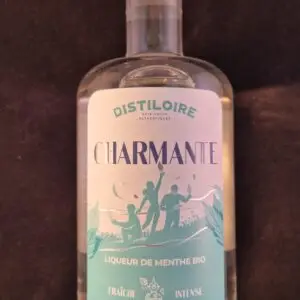 DISTILOIRE
CHARMANTE
LIQUEUR DE MENTHE BIO
FRAÎCHE INTENSE